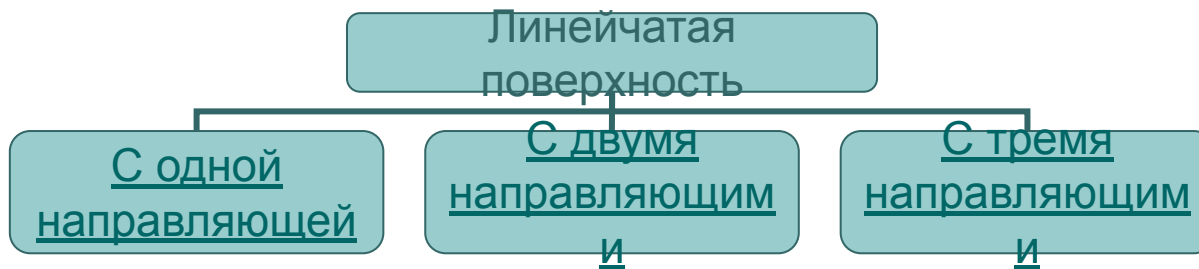 Линейчатая
поверхность
С одной
направляющей
С двумя
направляющим
и
С тремя
направляющим
и